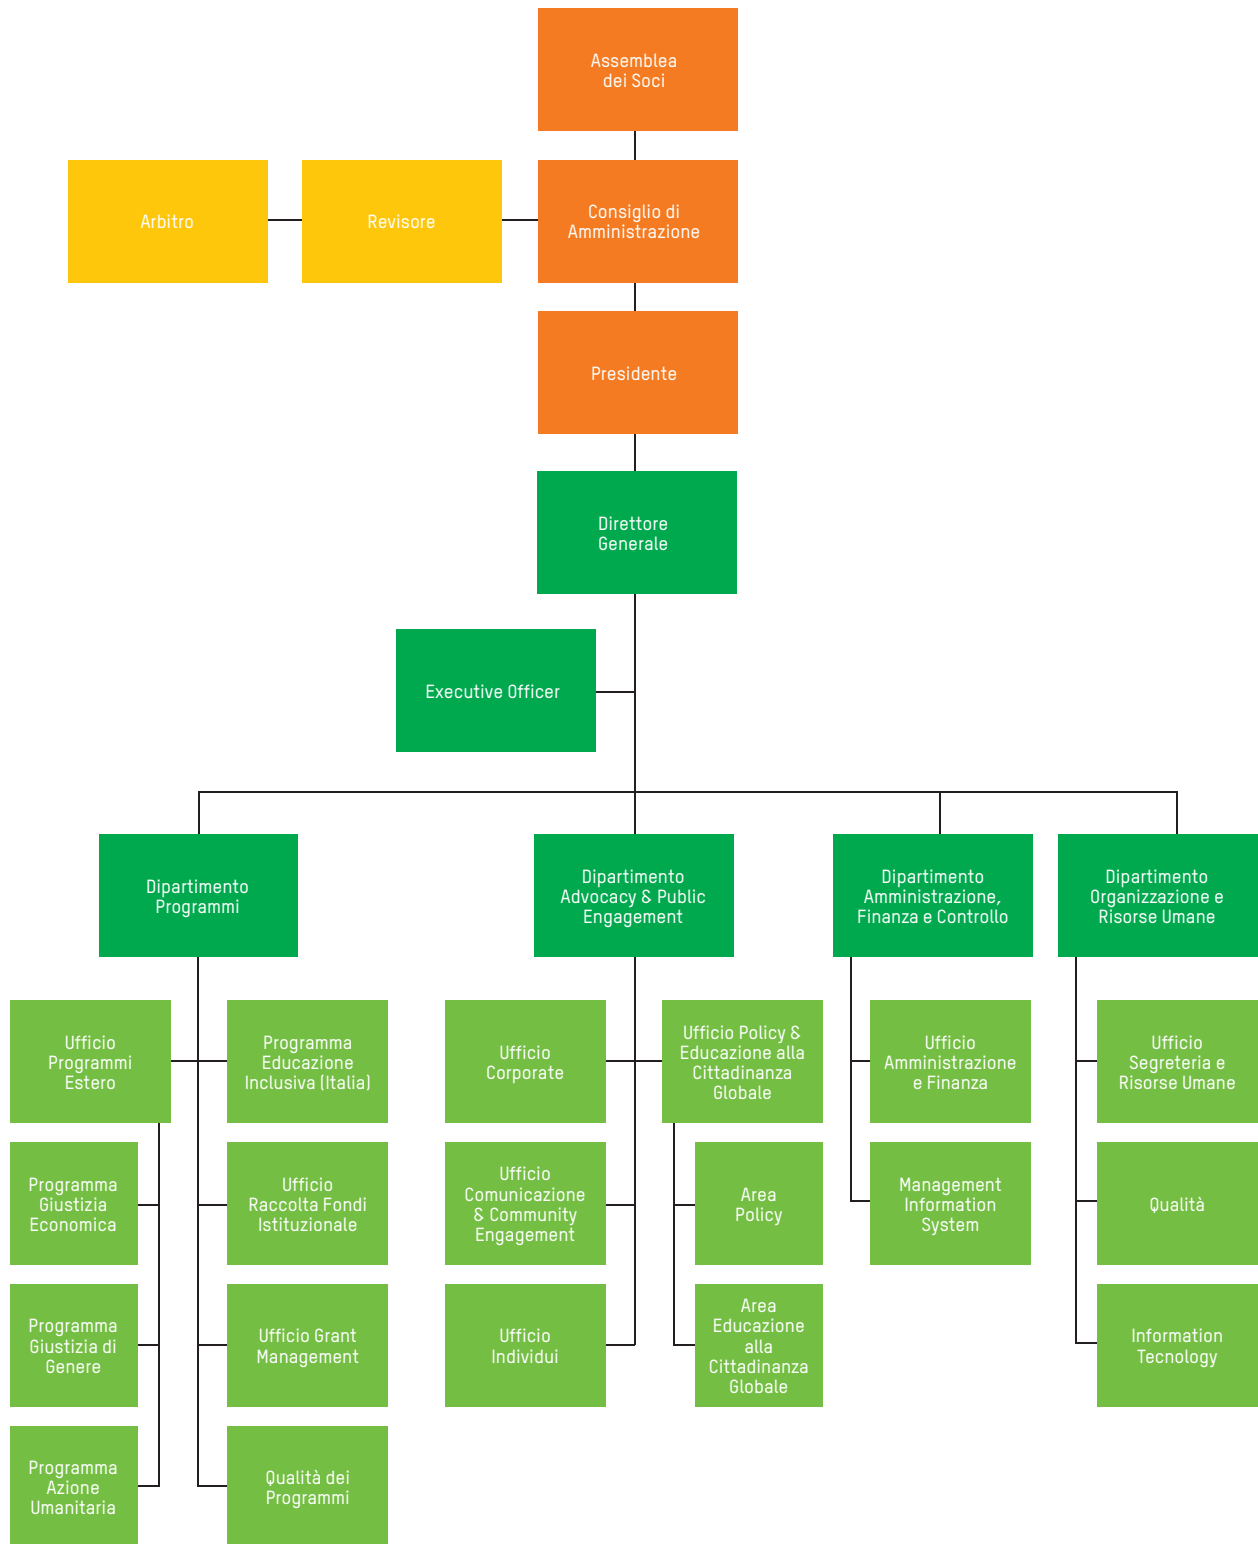 Assemblea
dei Soci
Arbitro
Revisore
Consiglio di
Amministrazione
Presidente
Direttore
Generale
Executive Officer
Dipartimento
Programmi
Dipartimento
Advocacy & Public
Engagement
Dipartimento
Amministrazione,
Finanza e Controllo
Dipartimento
Organizzazione e
Risorse Umane
Ufficio
Programmi
Estero
Programma
Educazione
Inclusiva (Italia)
Ufficio
Corporate
Ufficio Policy &
Educazione alla
Cittadinanza
Globale
Ufficio
Amministrazione
e Finanza
Ufficio
Segreteria e
Risorse Umane
Programma
Giustizia
Economica
Ufficio
Raccolta Fondi
Istituzionale
Ufficio
Comunicazione
& Community
Engagement
Area
Policy
Management
Information
System
Qualità
Programma
Giustizia di
Genere
Ufficio Grant
Management
Ufficio
Individui
Area
Educazione
alla
Cittadinanza
Globale
Information
Tecnology
Programma
Azione
Umanitaria
Qualità dei
Programmi